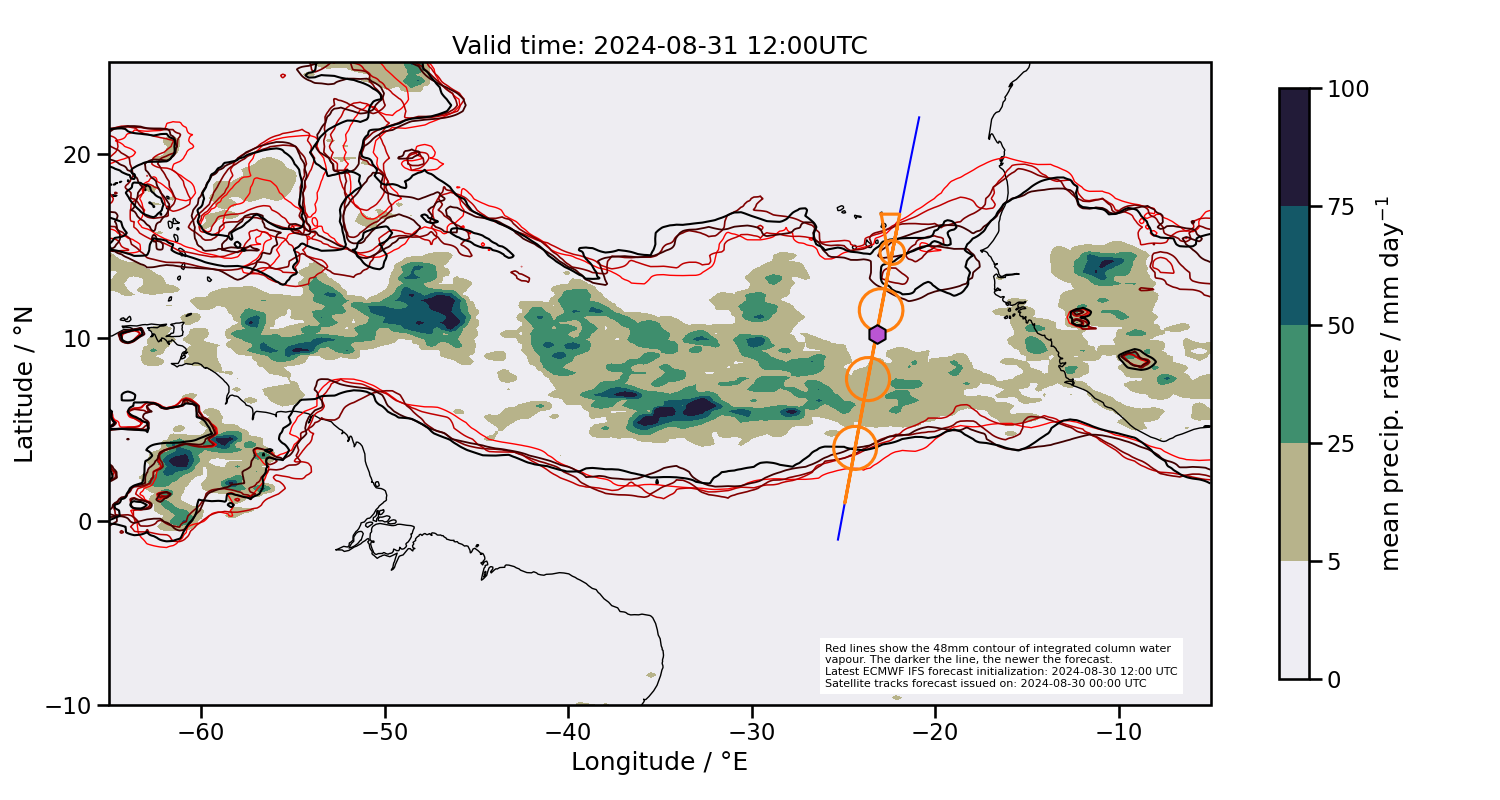 Valid time: 2024-08-31 12:00UTC
Latitude / °N
20
10
0
−10
−60
−50
−40
−30
−20
−10
Longitude / °E
Red lines show the 48mm contour of integrated column water
vapour. The darker the line, the newer the forecast.
Latest ECMWF IFS forecast initialization: 2024-08-30 12:00 UTC
Satellite tracks forecast issued on: 2024-08-30 00:00 UTC
100
75
50
25
5
0
mean precip. rate / mm day⁻¹